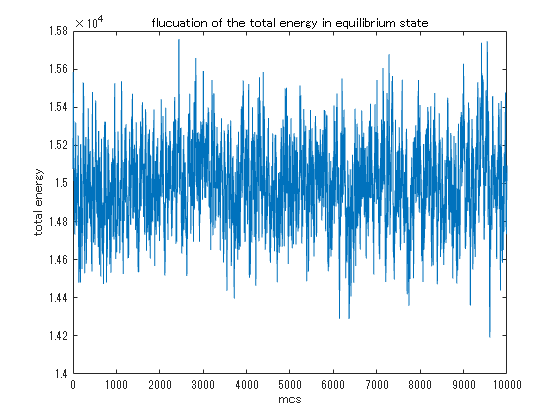 flucuation of the total energy in equilibrium state
× 10⁴
1.58
1.56
1.54
1.52
1.5
1.48
1.46
1.44
1.42
1.4
total energy
0 1000 2000 3000 4000 5000 6000 7000 8000 9000 10000
mcs